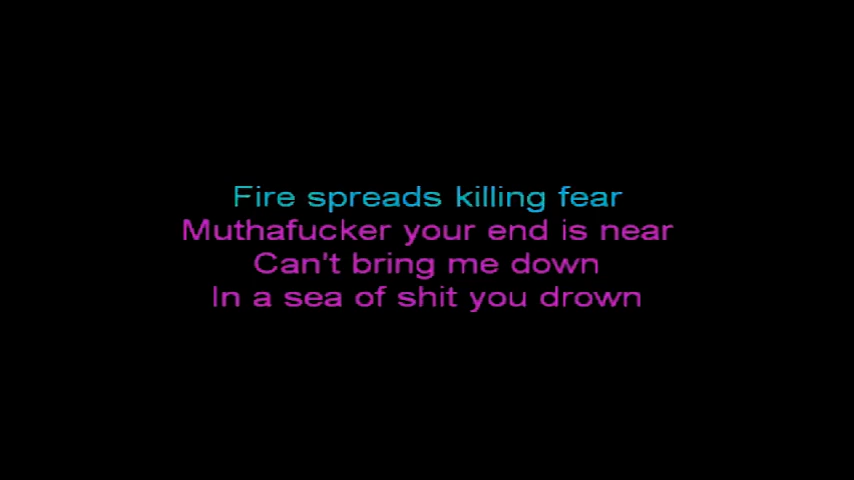 Fire spreads killing fear
Muthafucker your end is near
Can't bring me down
In a sea of shit you drown